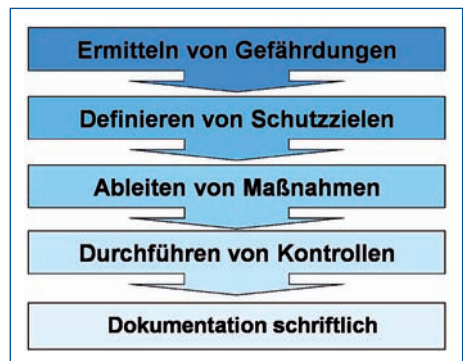 Ermitteln von Gefährdungen
Definieren von Schutzzielen
Ableiten von Maßnahmen
Durchführen von Kontrollen
Dokumentation schriftlich